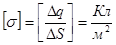 [σ] = [Δq / ΔS] = Кл / м²